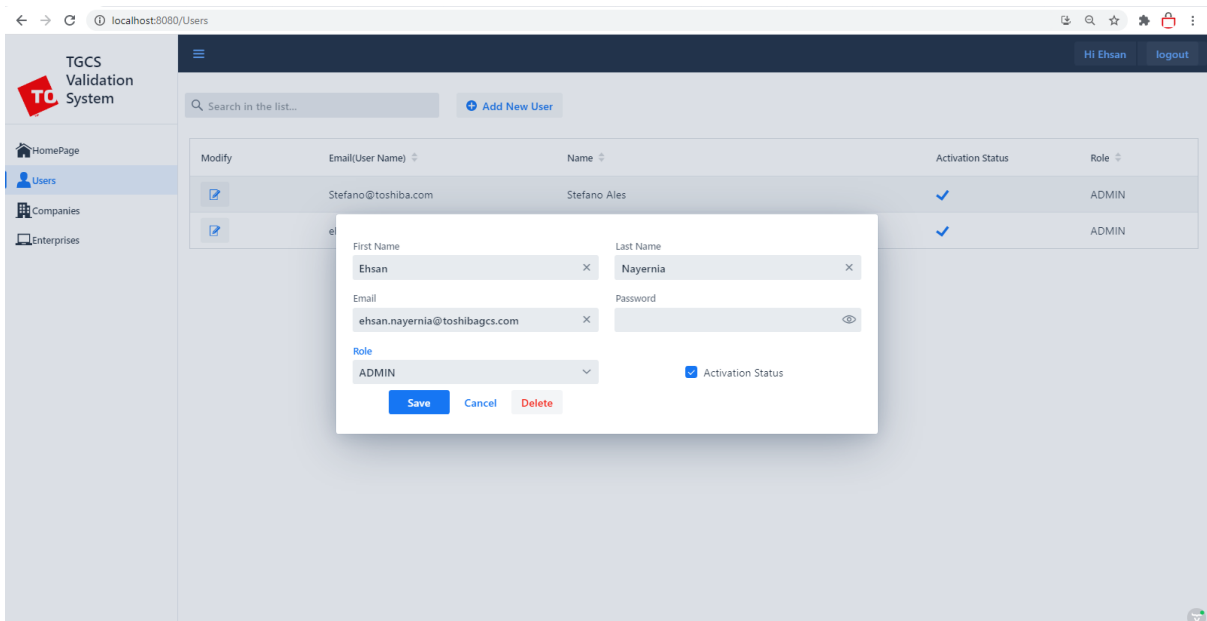 localhost:8080/Users
TGCS
Validation
System
TO
Hi Ehsan
logout
Search in the list...
Add New User
HomePage
Users
Companies
Enterprises
Modify
Email(User Name)
Name
Activation Status
Role
Stefano@toshiba.com
Stefano Ales
ADMIN
el
ADMIN
First Name
Last Name
Ehsan
Nayernia
Email
Password
ehsan.nayernia@toshibagcs.com
Role
ADMIN
Activation Status
Save
Cancel
Delete